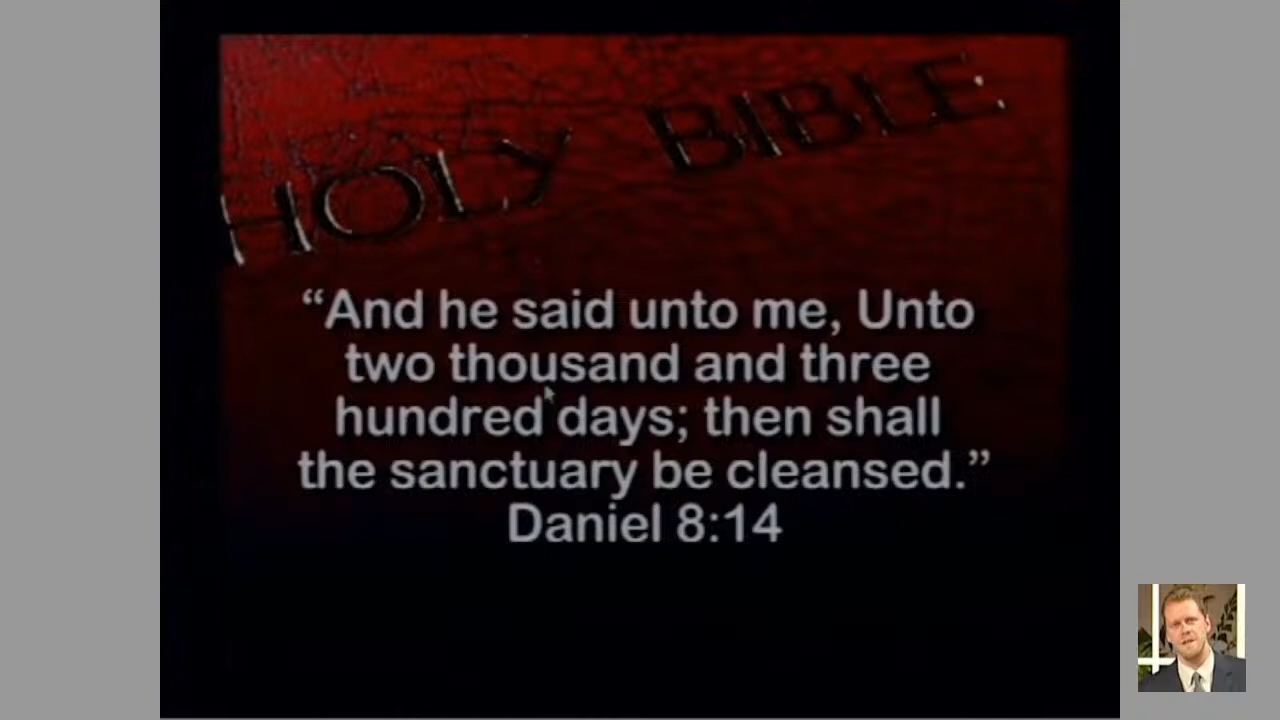 HOLY BIBLE
“And he said unto me, Unto
two thousand and three
hundred days; then shall
the sanctuary be cleansed.”
Daniel 8:14